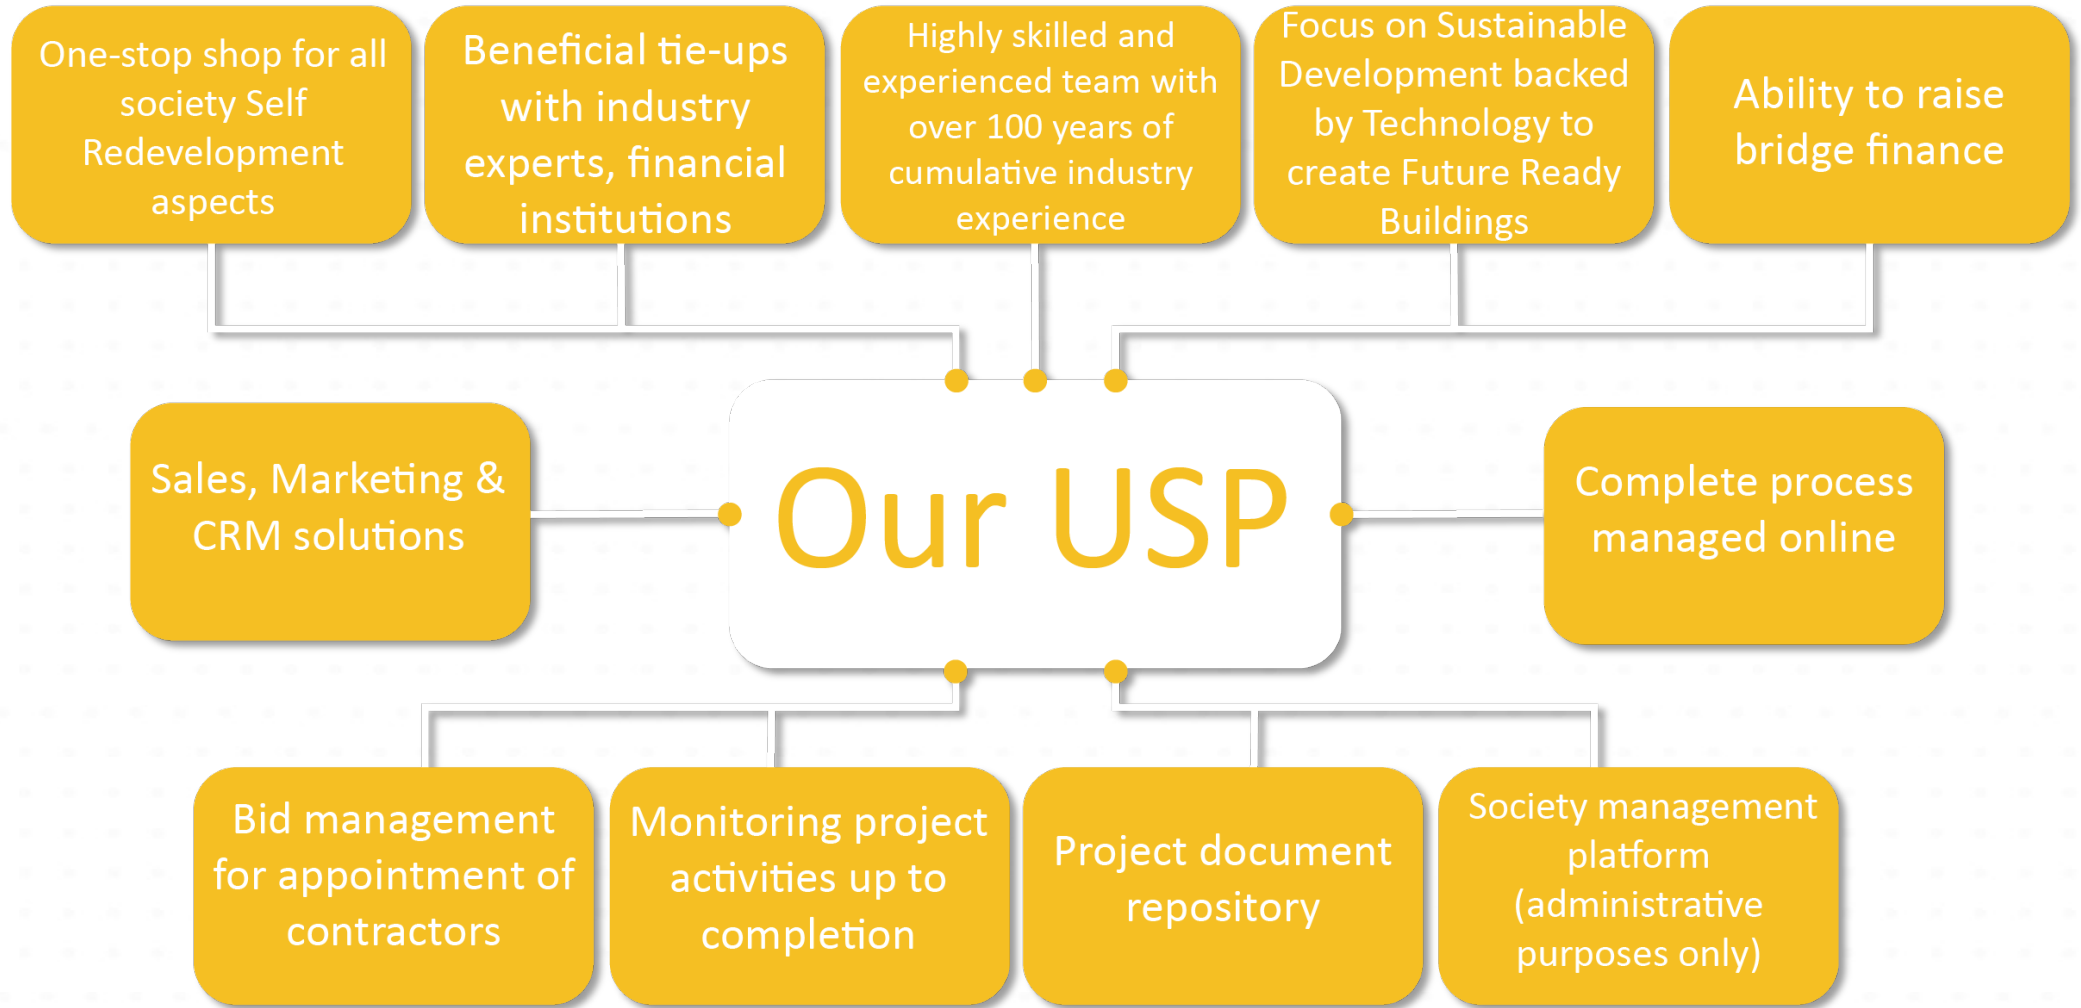 One-stop shop for all
society Self
Redevelopment
aspects
Beneficial tie-ups
with industry
experts, financial
institutions
Highly skilled and
experienced team with
over 100 years of
cumulative industry
experience
Focus on Sustainable
Development backed
by Technology to
create Future Ready
Buildings
Ability to raise
bridge finance
Sales, Marketing &
CRM solutions
Our USP
Complete process
managed online
Bid management
for appointment of
contractors
Monitoring project
activities up to
completion
Project document
repository
Society management
platform
(administrative
purposes only)